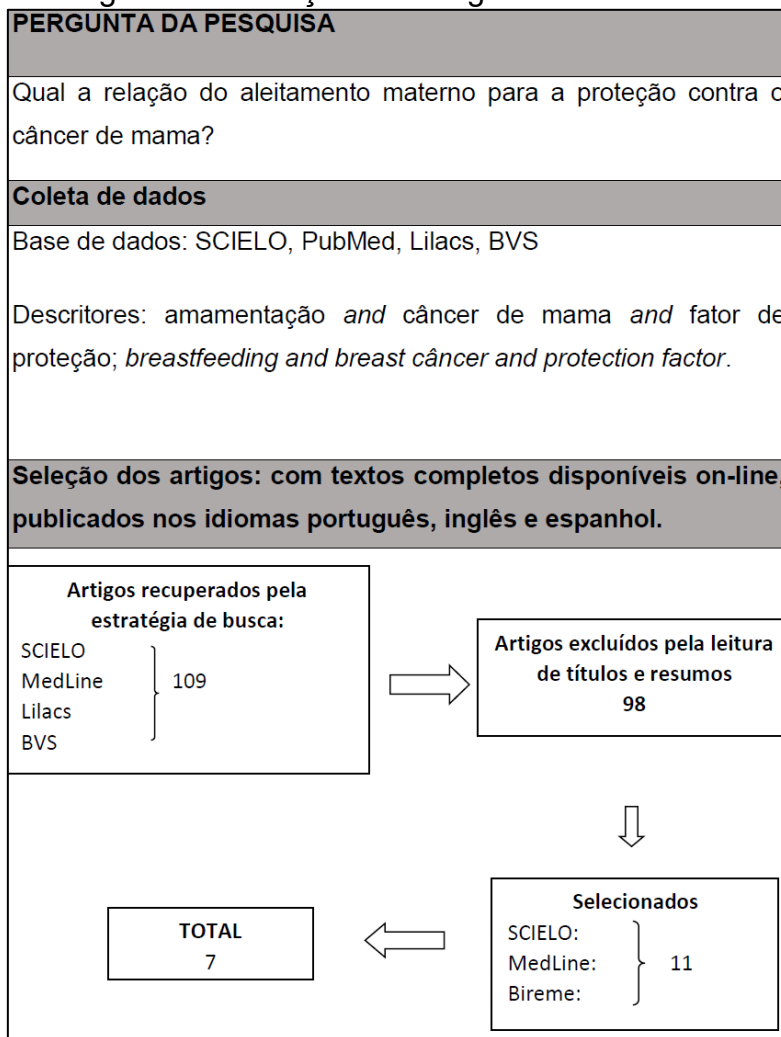 PERGUNTA DA PESQUISA
Qual a relação do aleitamento materno para a proteção contra o
câncer de mama?
Coleta de dados
Base de dados: SCIELO, PubMed, Lilacs, BVS
Descritores: amamentação and câncer de mama and fator de
proteção; breastfeeding and breast câncer and protection factor.
Seleção dos artigos: com textos completos disponíveis on-line,
publicados nos idiomas português, inglês e espanhol.
Artigos recuperados pela
estratégia de busca:
SCIELO
MedLine 109
Lilacs
BVS
Artigos excluídos pela leitura
de títulos e resumos
98
Selecionados
SCIELO:
MedLine: 11
Bireme:
TOTAL
7